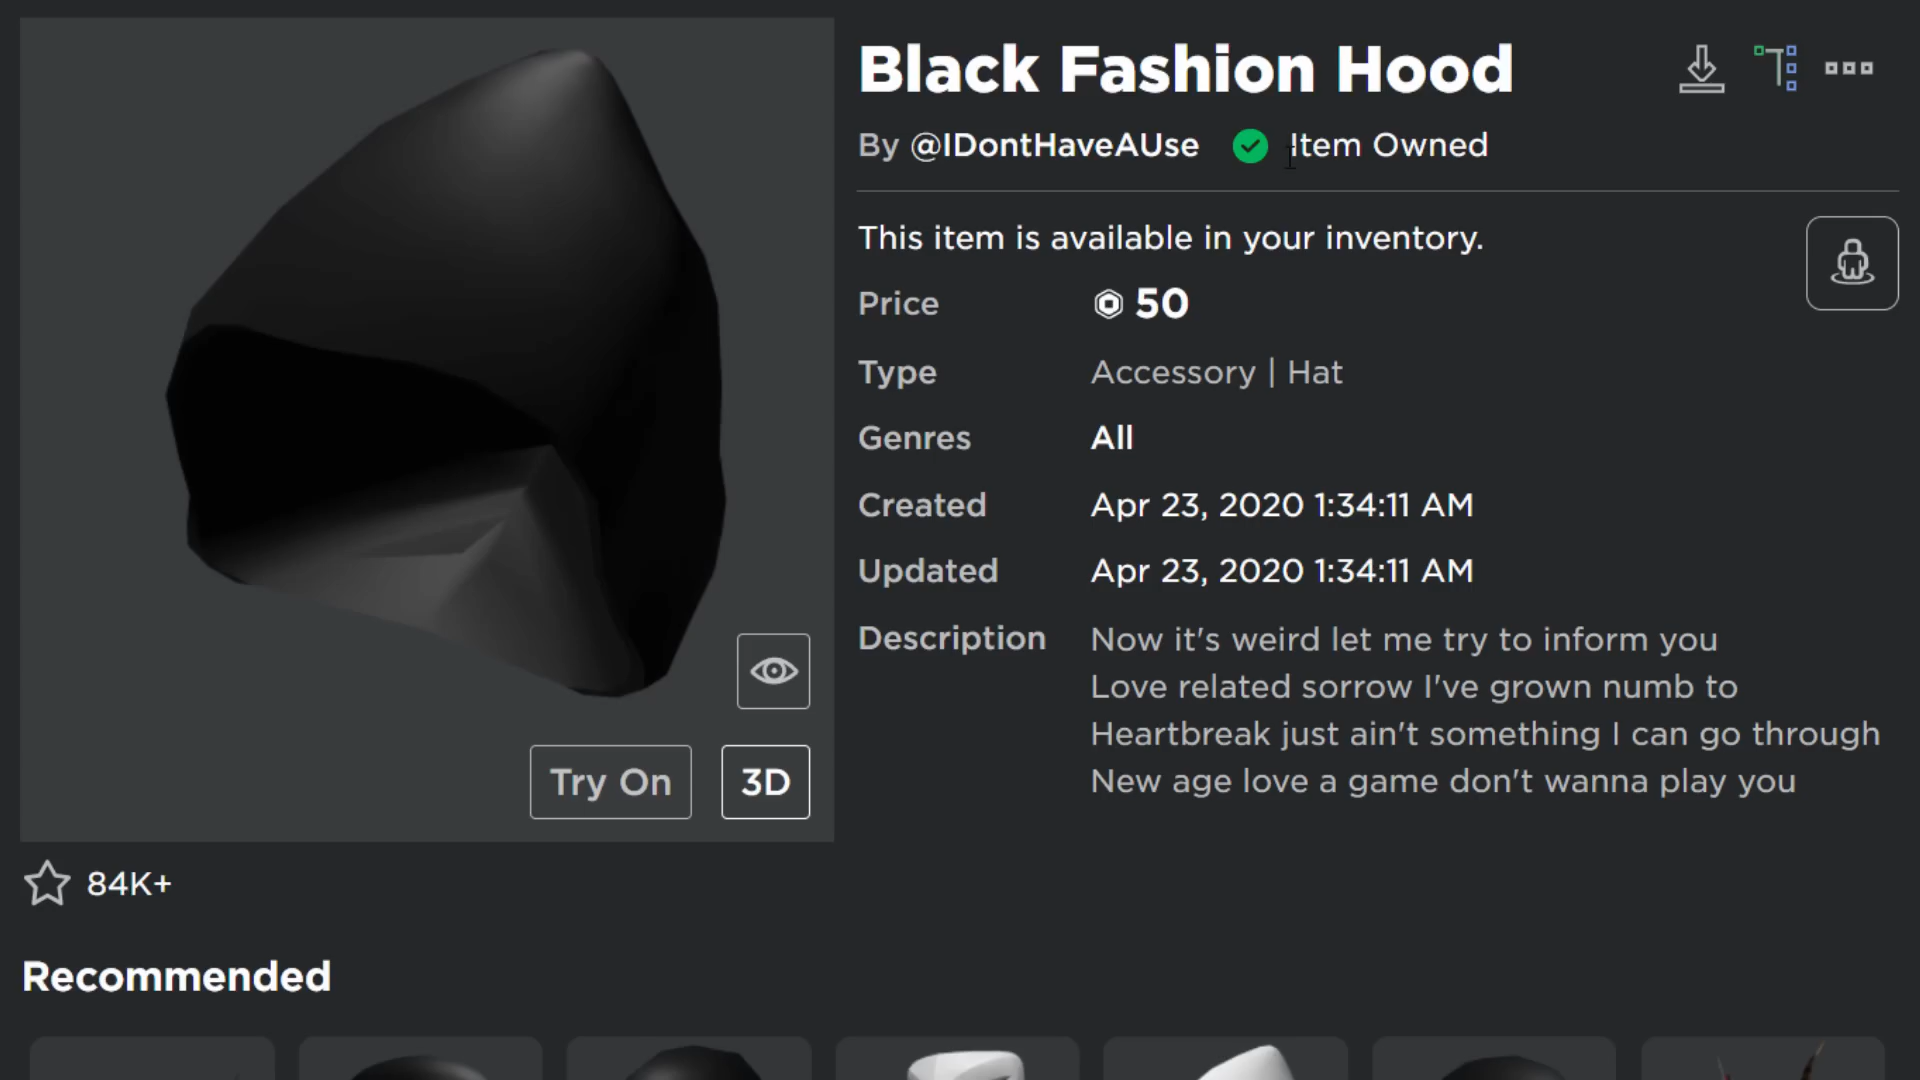 Black Fashion Hood
By @IDontHaveAUse Item Owned
This item is available in your inventory.
Price 50
Type Accessory | Hat
Genres All
Created Apr 23, 2020 1:34:11 AM
Updated Apr 23, 2020 1:34:11 AM
Description Now it's weird let me try to inform you
Love related sorrow I've grown numb to
Heartbreak just ain't something I can go through
New age love a game don't wanna play you
Try On 3D
84K+
Recommended